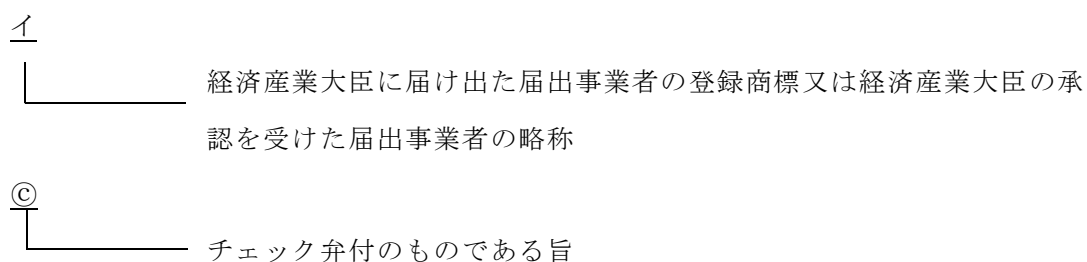 イ
経済産業大臣に届け出た届出事業者の登録商標又は経済産業大臣の承
認を受けた届出事業者の略称
ⓒ
チェック弁付のものである旨